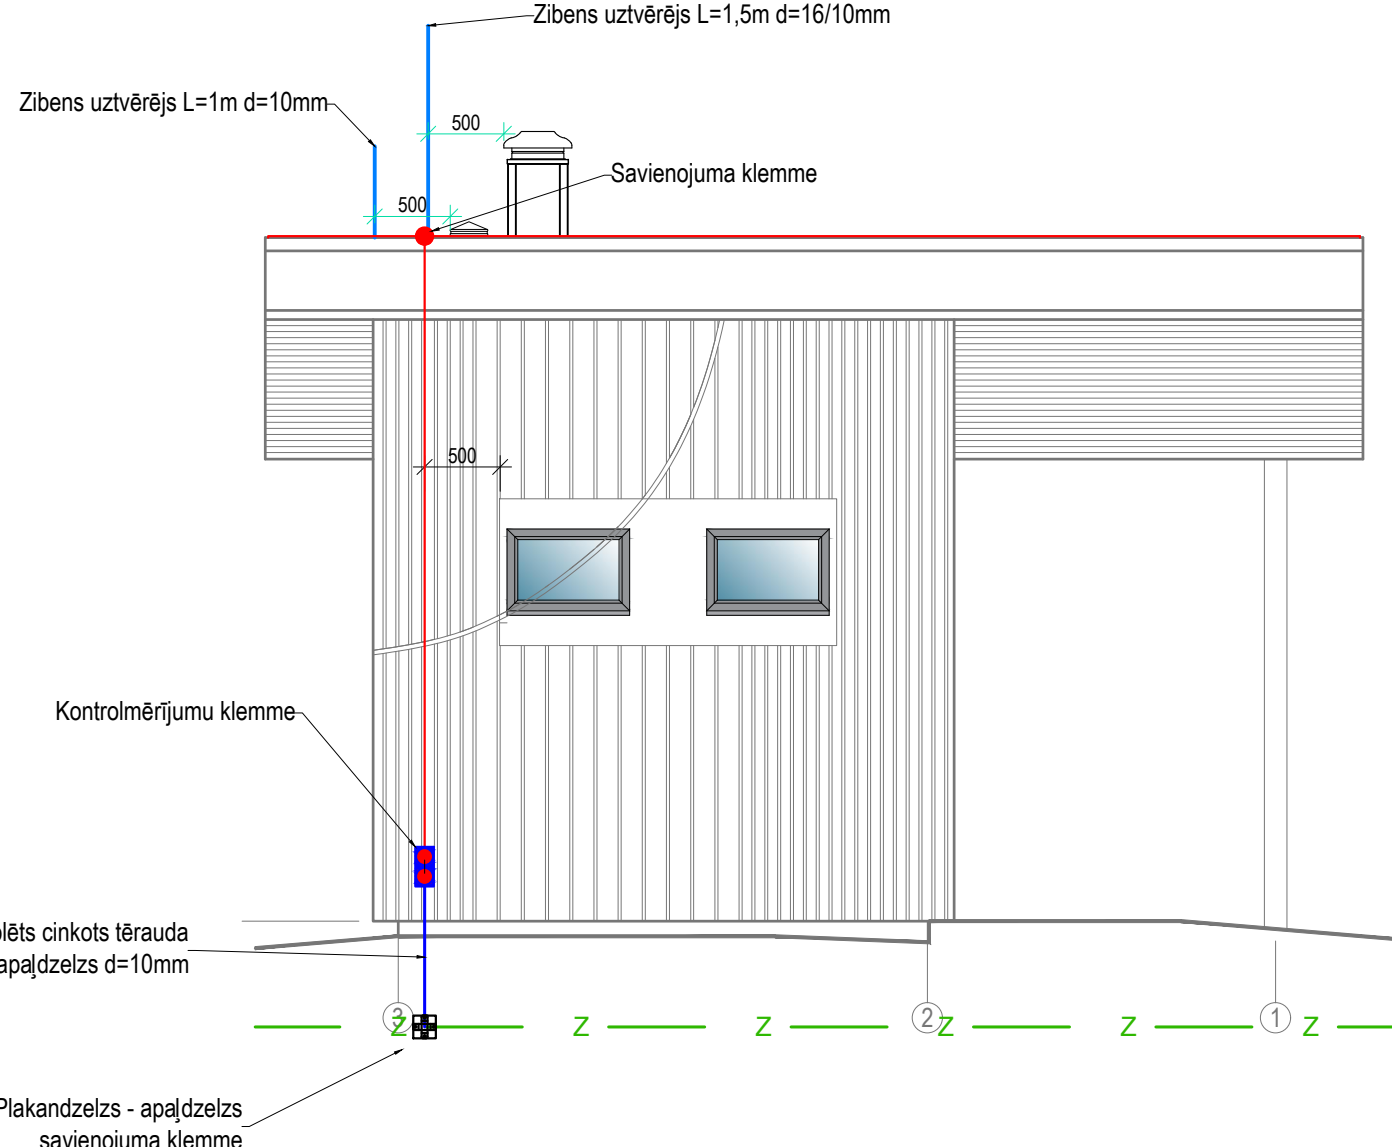 Zibens uztvērējs L=1,5m d=16/10mm
Zibens uztvērējs L=1m d=10mm
500
Savienojuma klemme
500
500
Kontrolmērījumu klemme
cinkots tērauda
apaļdzelzs d=10mm
3 2 1
Z Z Z Z Z Z
Plakandzelzs - apaļdzelzs
savienojuma klemme